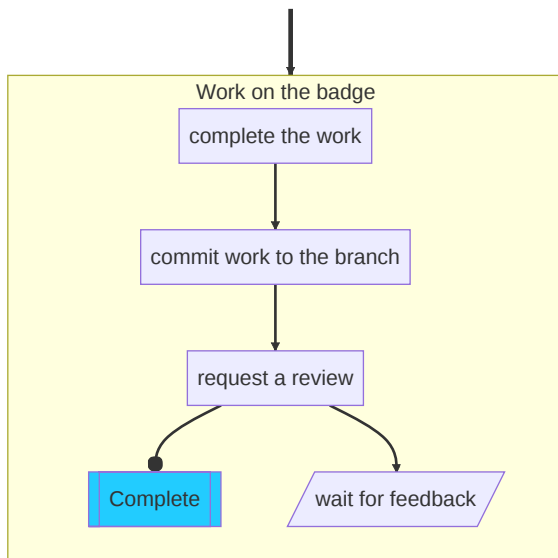 Work on the badge
complete the work
commit work to the branch
request a review
Complete
wait for feedback